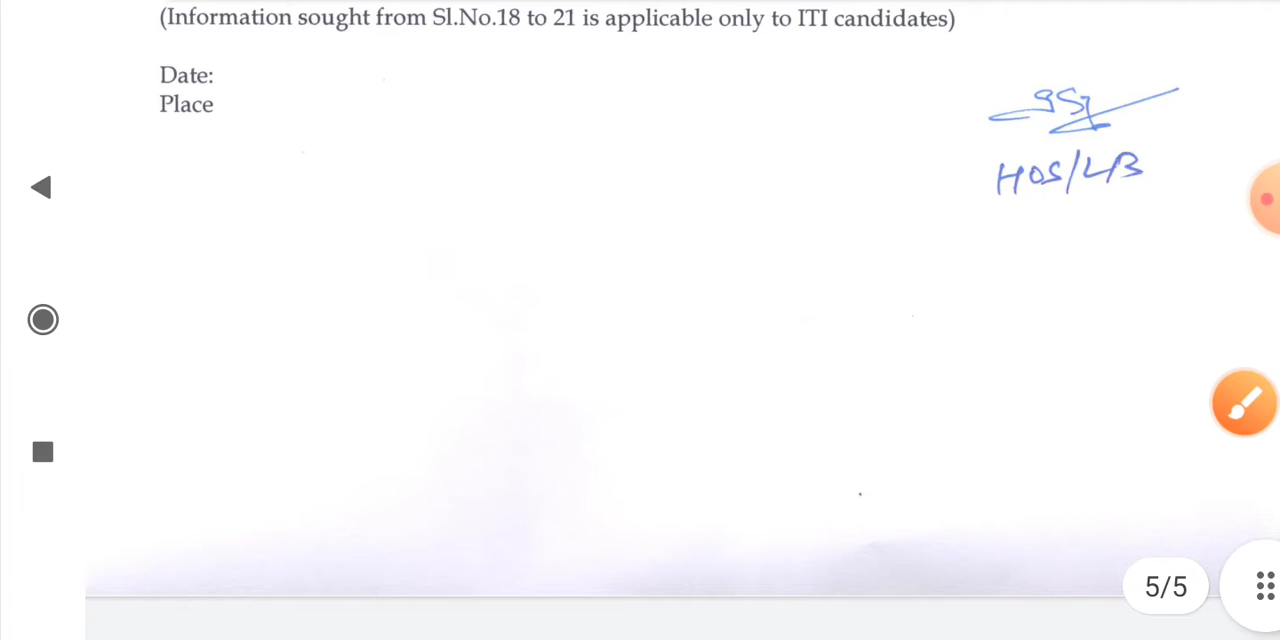 (Information sought from Sl.No.18 to 21 is applicable only to ITI candidates)
Date:
Place
HOS/LB
5/5